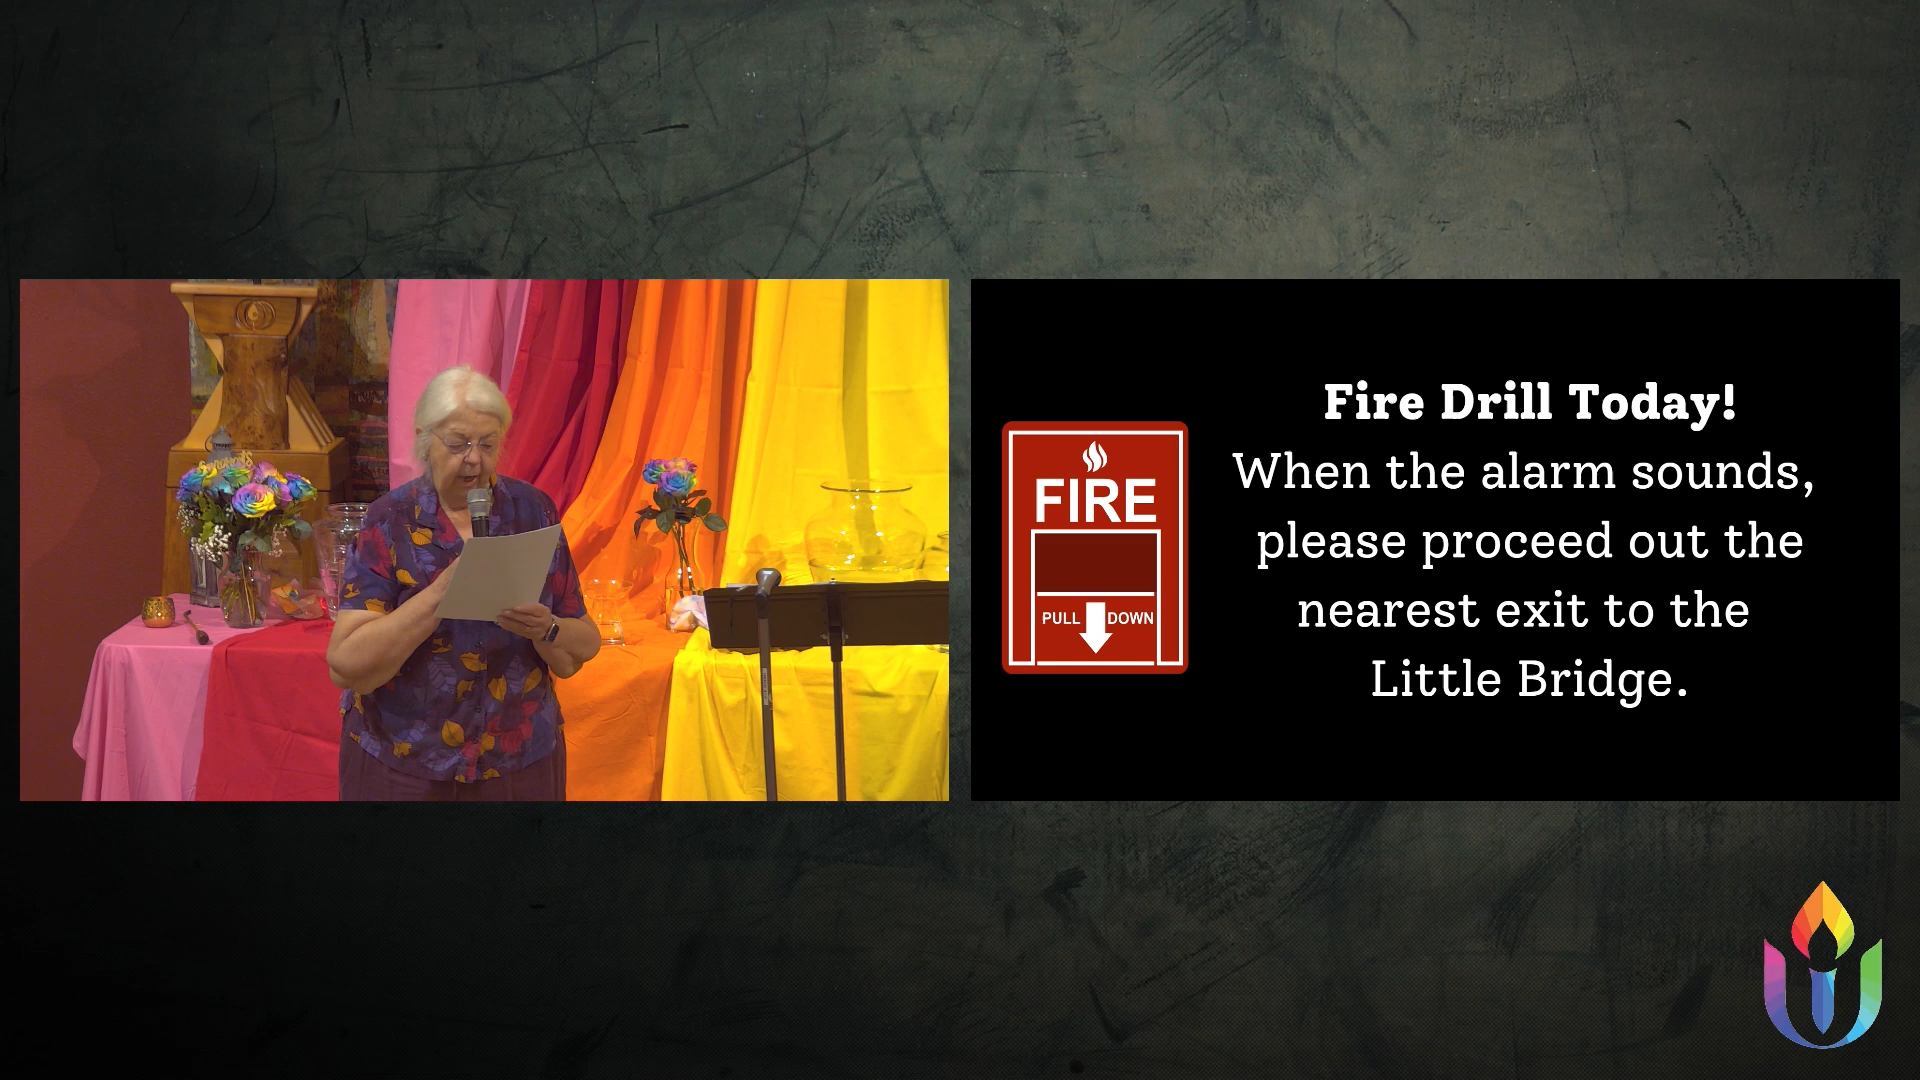 FIRE
PULL DOWN
Fire Drill Today!
When the alarm sounds,
please proceed out the
nearest exit to the
Little Bridge.